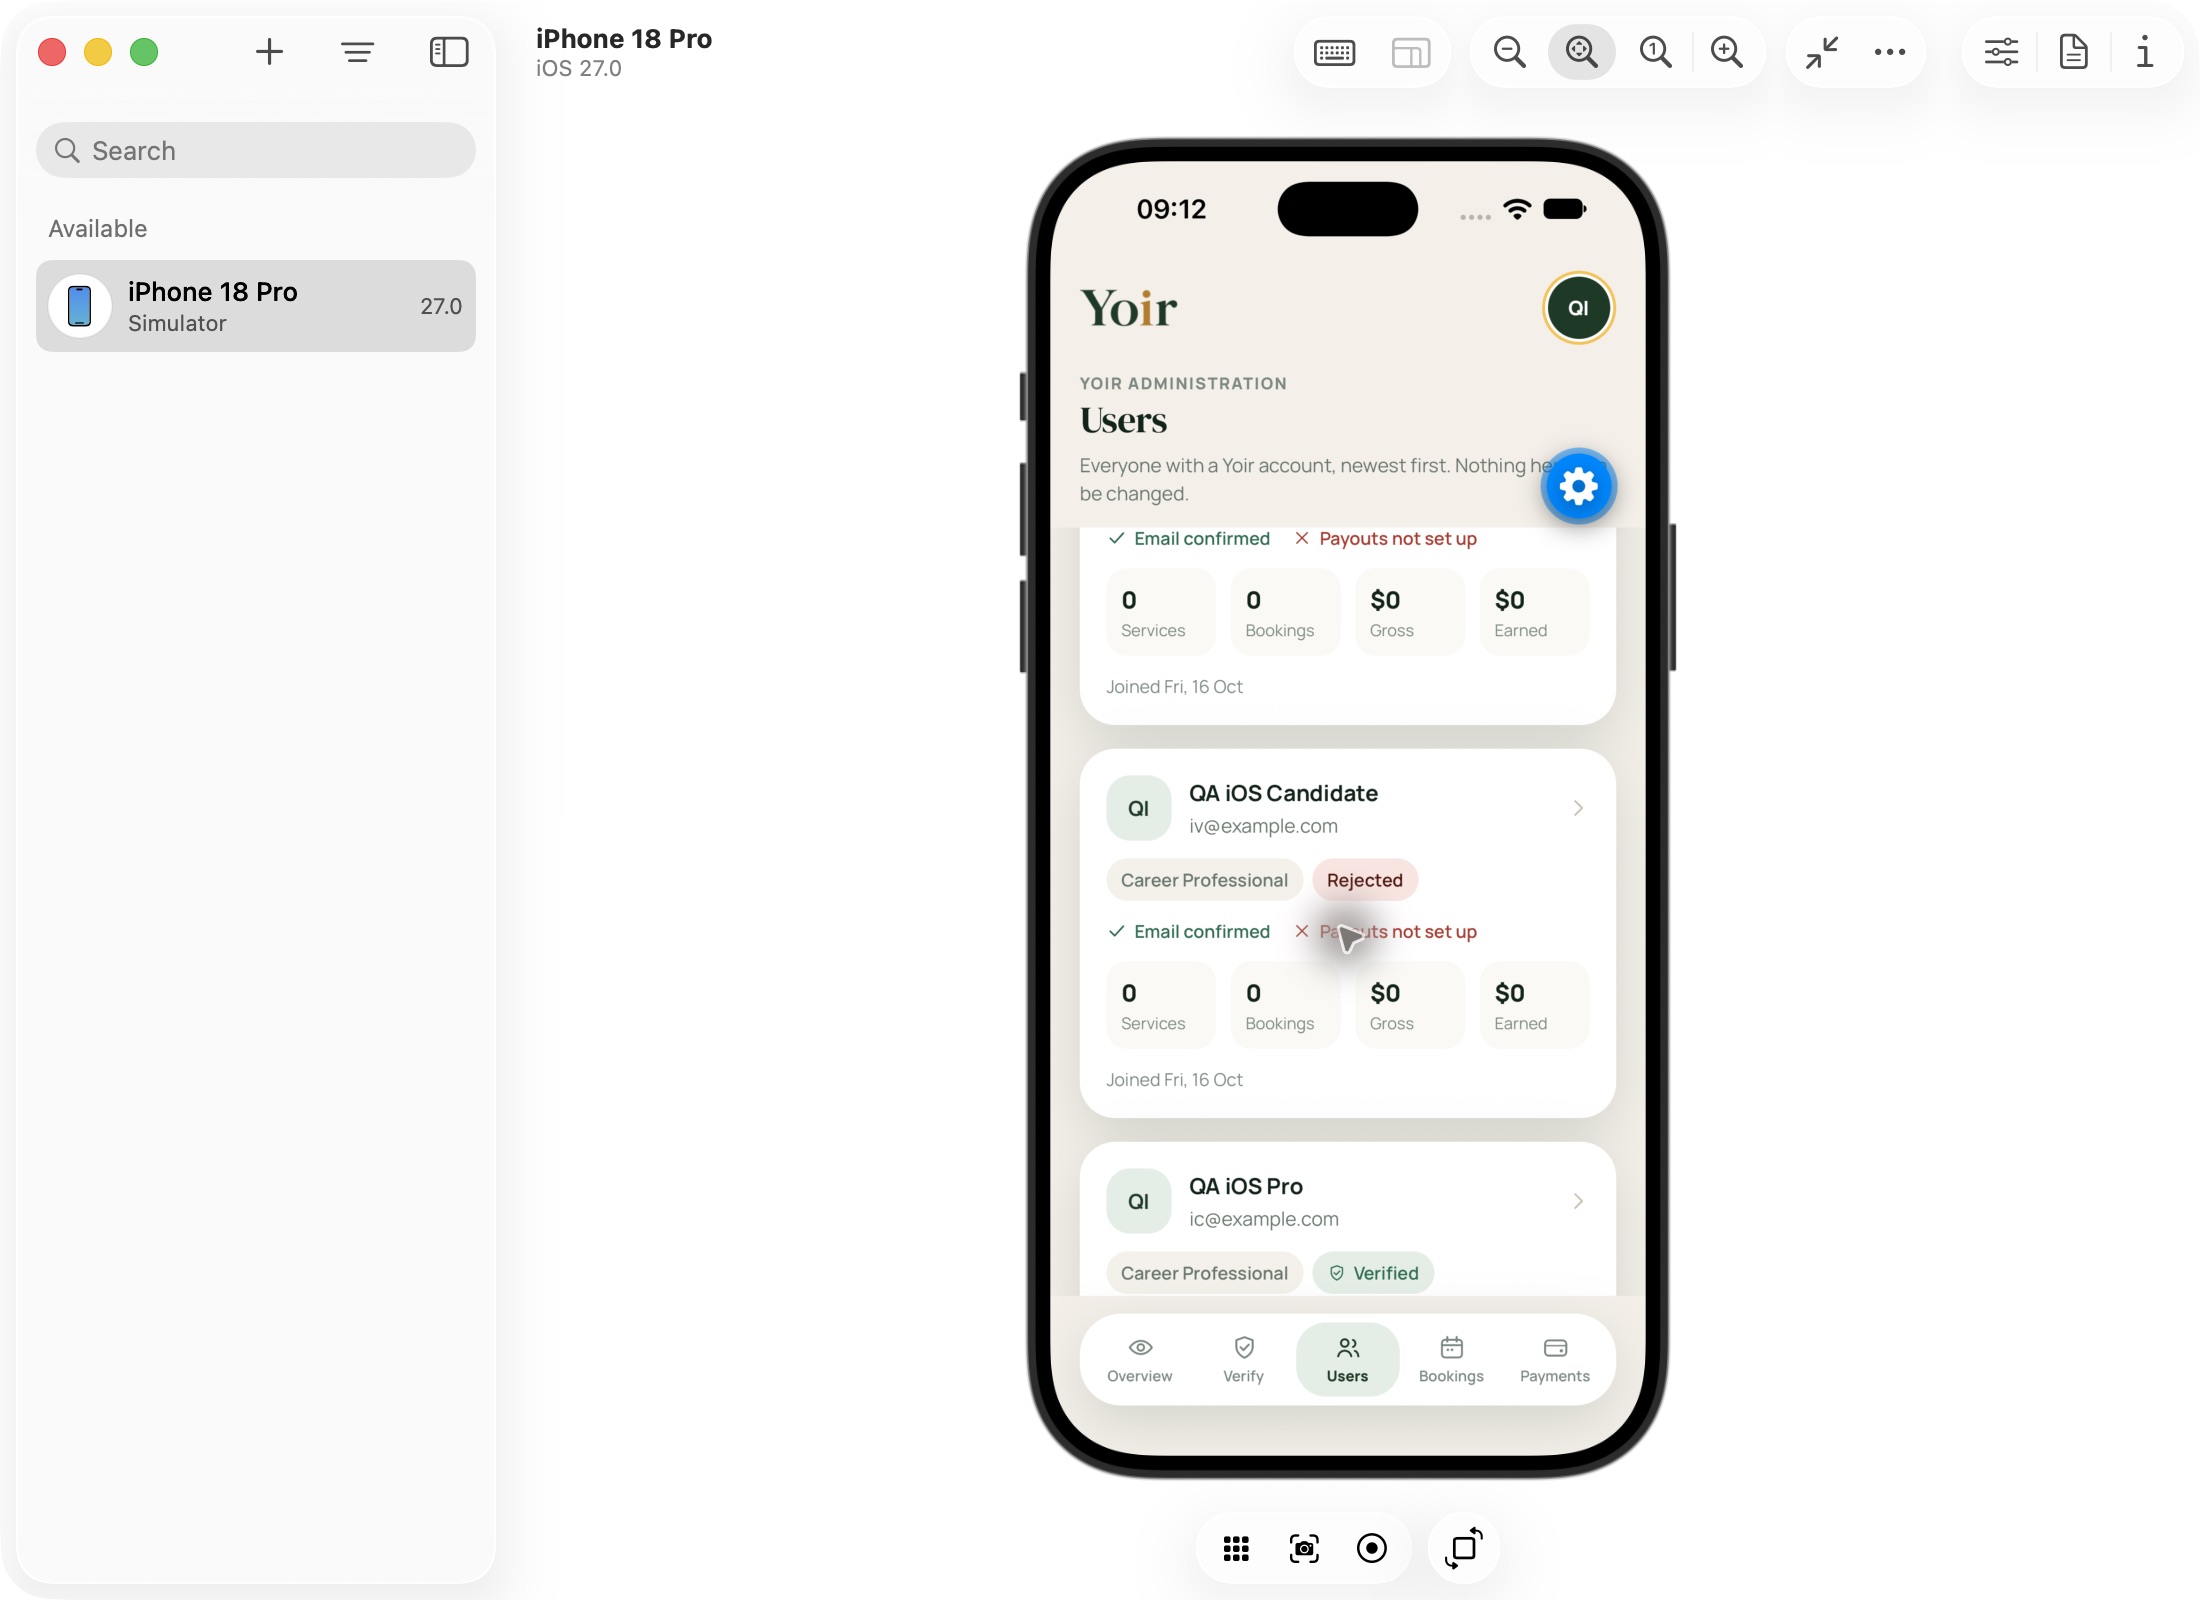 iPhone 18 Pro
iOS 27.0
Search
Available
iPhone 18 Pro
Simulator
27.0
1
09:12
Yoir
QI
YOIR ADMINISTRATION
Users
Everyone with a Yoir account, newest first. Nothing
be changed.
Email confirmed
Payouts not set up
0
Services
0
Bookings
$0
Gross
$0
Earned
Joined Fri, 16 Oct
QI
QA iOS Candidate
iv@example.com
Career Professional
Rejected
Email confirmed
Payouts not set up
0
Services
0
Bookings
$0
Gross
$0
Earned
Joined Fri, 16 Oct
QI
QA iOS Pro
ic@example.com
Career Professional
Verified
Overview
Verify
Users
Bookings
Payments